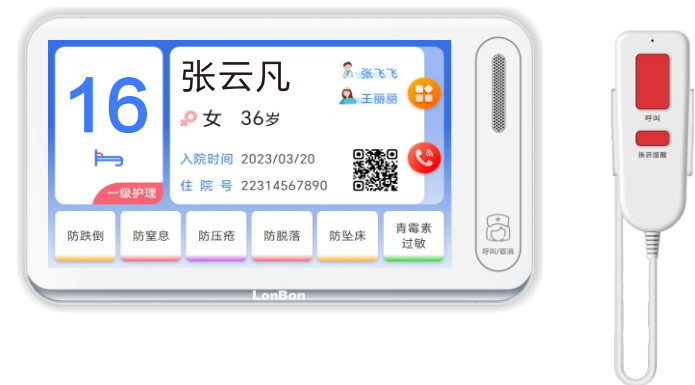 16
一级护理
张云凡
张飞飞
王丽丽
女 36岁
入院时间 2023/03/20
住院号 22314567890
防跌倒
防窒息
防压疮
防脱落
防坠床
青霉素
过敏
呼叫/取消
LonBon
呼叫
换药提醒